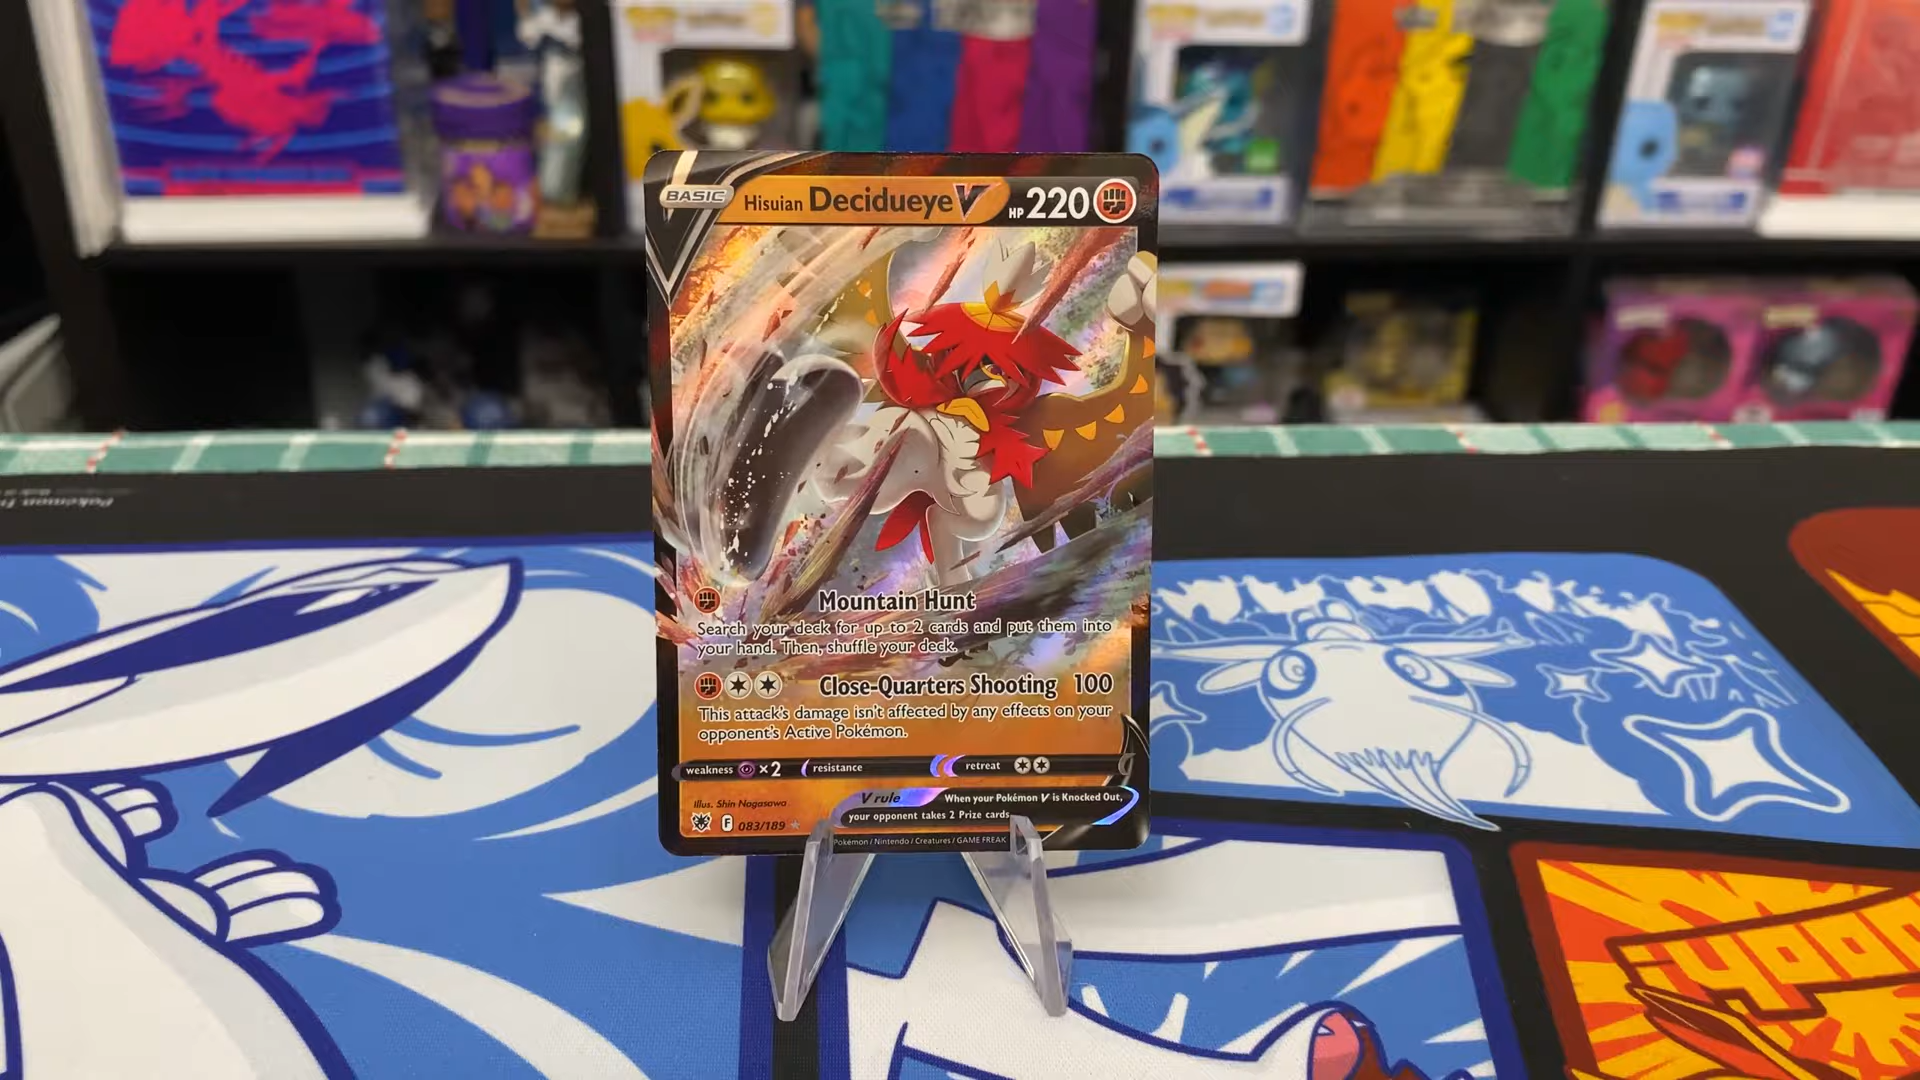 BASIC
Hisuian Decidueye V HP 220
Mountain Hunt
Search your deck for up to 2 cards and put them into
your hand. Then, shuffle your deck.
Close-Quarters Shooting 100
This attack's damage isn't affected by any effects on your
opponent's Active Pokémon.
weakness ×2 resistance retreat
Illus. Shin Nagasawa
V rule When your Pokémon V is Knocked Out,
your opponent takes 2 Prize cards
F 083/189
Pokémon / Nintendo / Creatures / GAME FREAK
Pokémon